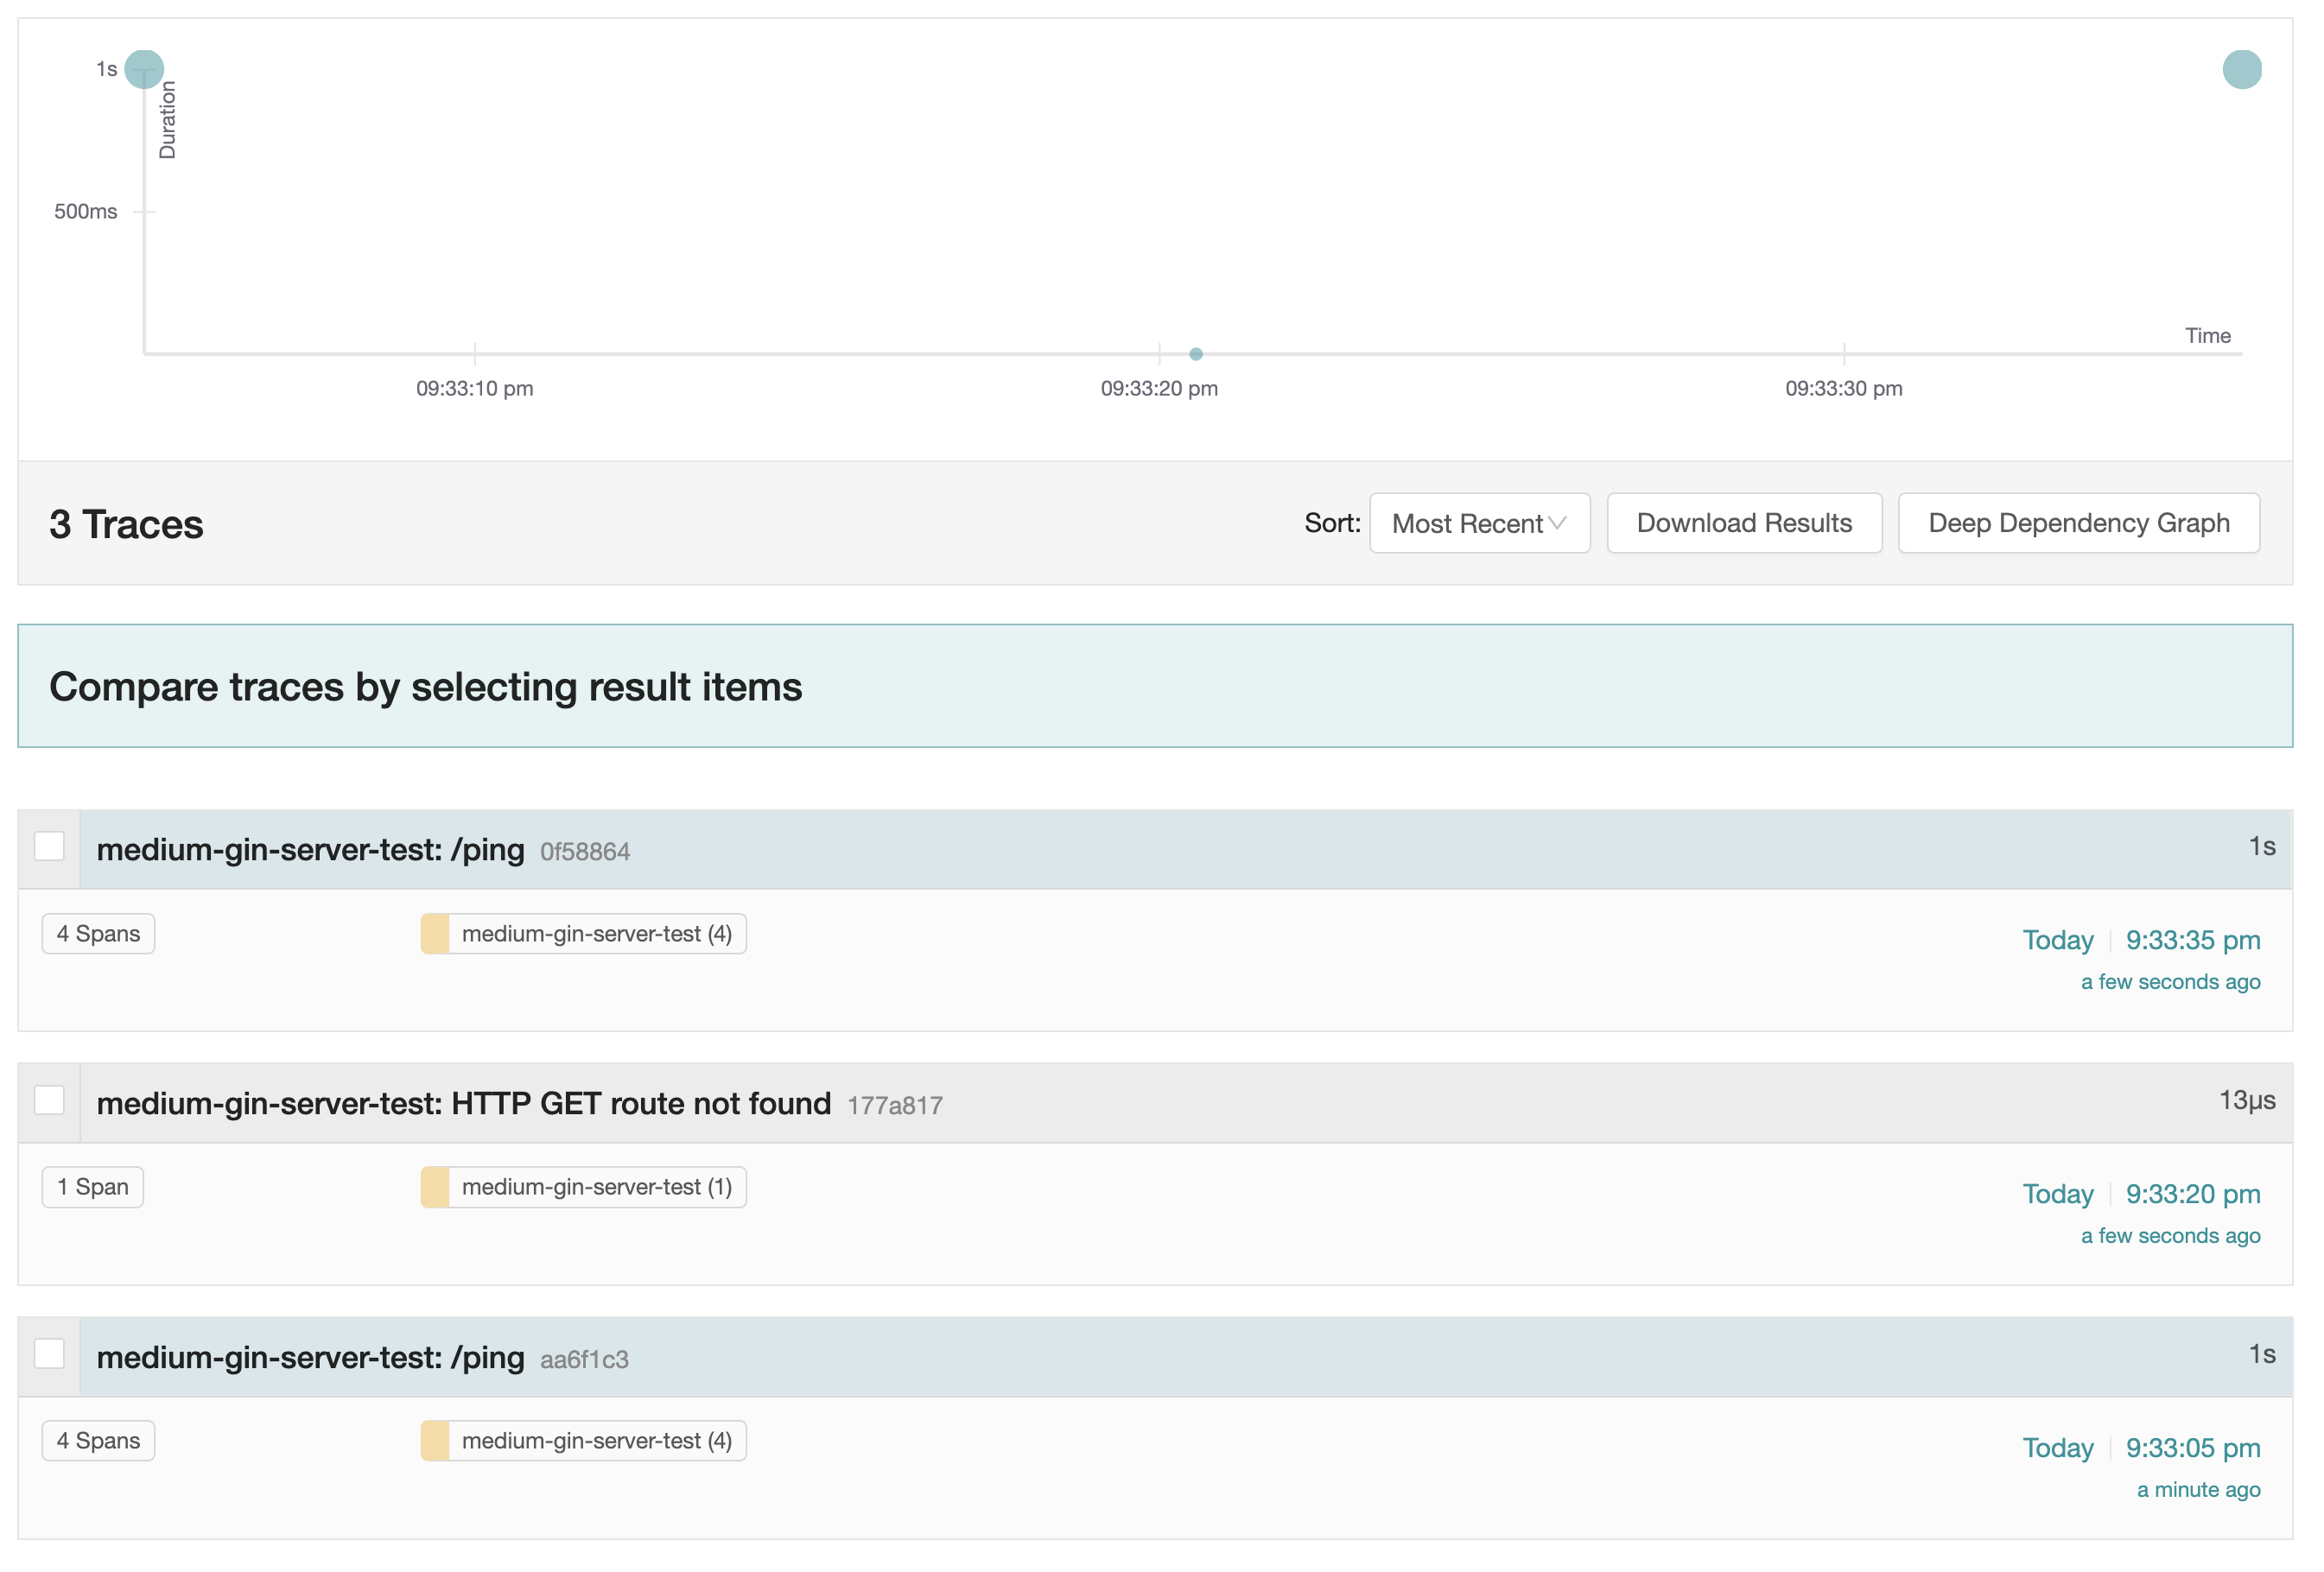 1s
Duration
500ms
Time
09:33:10 pm
09:33:20 pm
09:33:30 pm
3 Traces
Sort: Most Recent Download Results Deep Dependency Graph
Compare traces by selecting result items
medium-gin-server-test: /ping 0f58864 1s
4 Spans medium-gin-server-test (4) Today 9:33:35 pm
a few seconds ago
medium-gin-server-test: HTTP GET route not found 177a817 13μs
1 Span medium-gin-server-test (1) Today 9:33:20 pm
a few seconds ago
medium-gin-server-test: /ping aa6f1c3 1s
4 Spans medium-gin-server-test (4) Today 9:33:05 pm
a minute ago